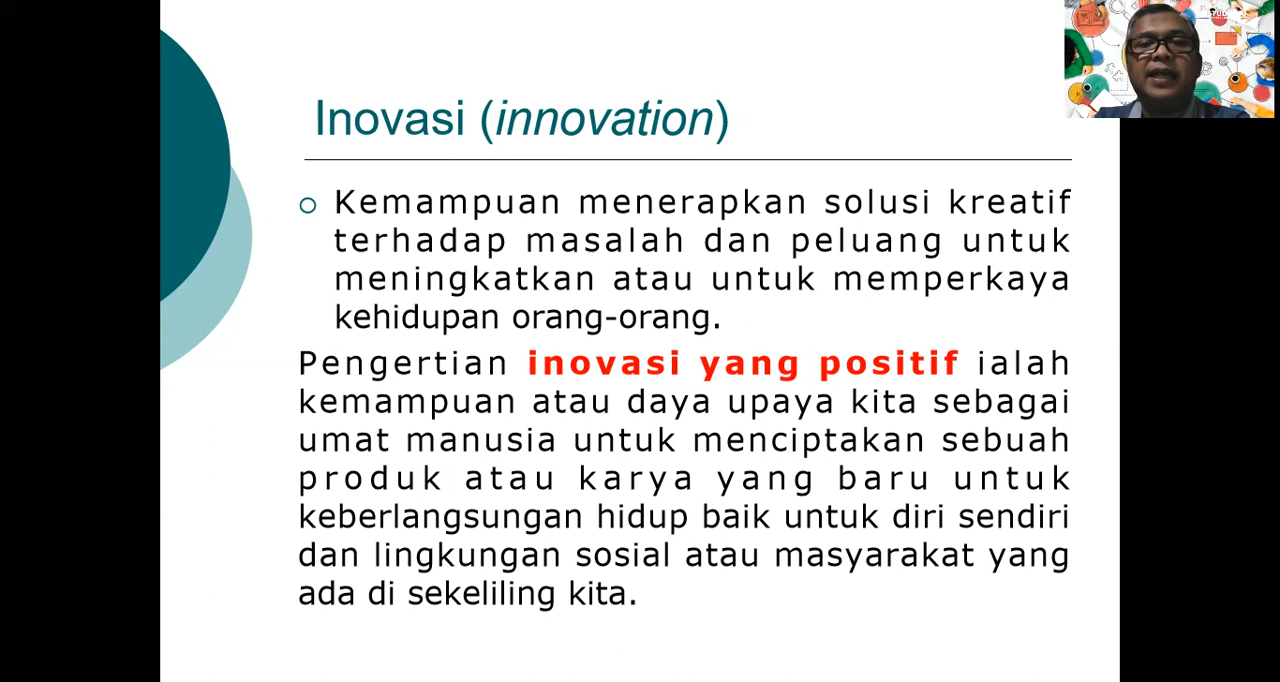 Inovasi (innovation)
Kemampuan menerapkan solusi kreatif
terhadap masalah dan peluang untuk
meningkatkan atau untuk memperkaya
kehidupan orang-orang.
Pengertian inovasi yang positif ialah
kemampuan atau daya upaya kita sebagai
umat manusia untuk menciptakan sebuah
produk atau karya yang baru untuk
keberlangsungan hidup baik untuk diri sendiri
dan lingkungan sosial atau masyarakat yang
ada di sekeliling kita.